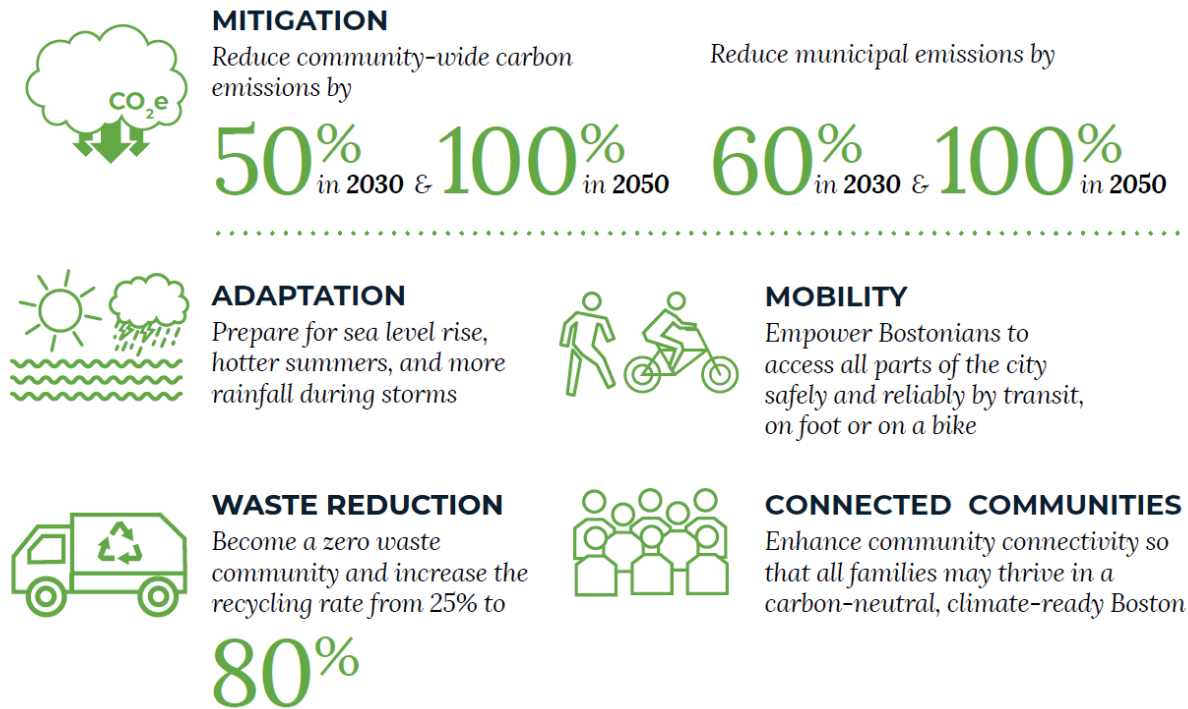 MITIGATION
Reduce community-wide carbon
emissions by
50% in 2030 & 100% in 2050
Reduce municipal emissions by
60% in 2030 & 100% in 2050
CO2e
ADAPTATION
Prepare for sea level rise,
hotter summers, and more
rainfall during storms
MOBILITY
Empower Bostonians to
access all parts of the city
safely and reliably by transit,
on foot or on a bike
WASTE REDUCTION
Become a zero waste
community and increase the
recycling rate from 25% to
80%
CONNECTED COMMUNITIES
Enhance community connectivity so
that all families may thrive in a
carbon-neutral, climate-ready Boston